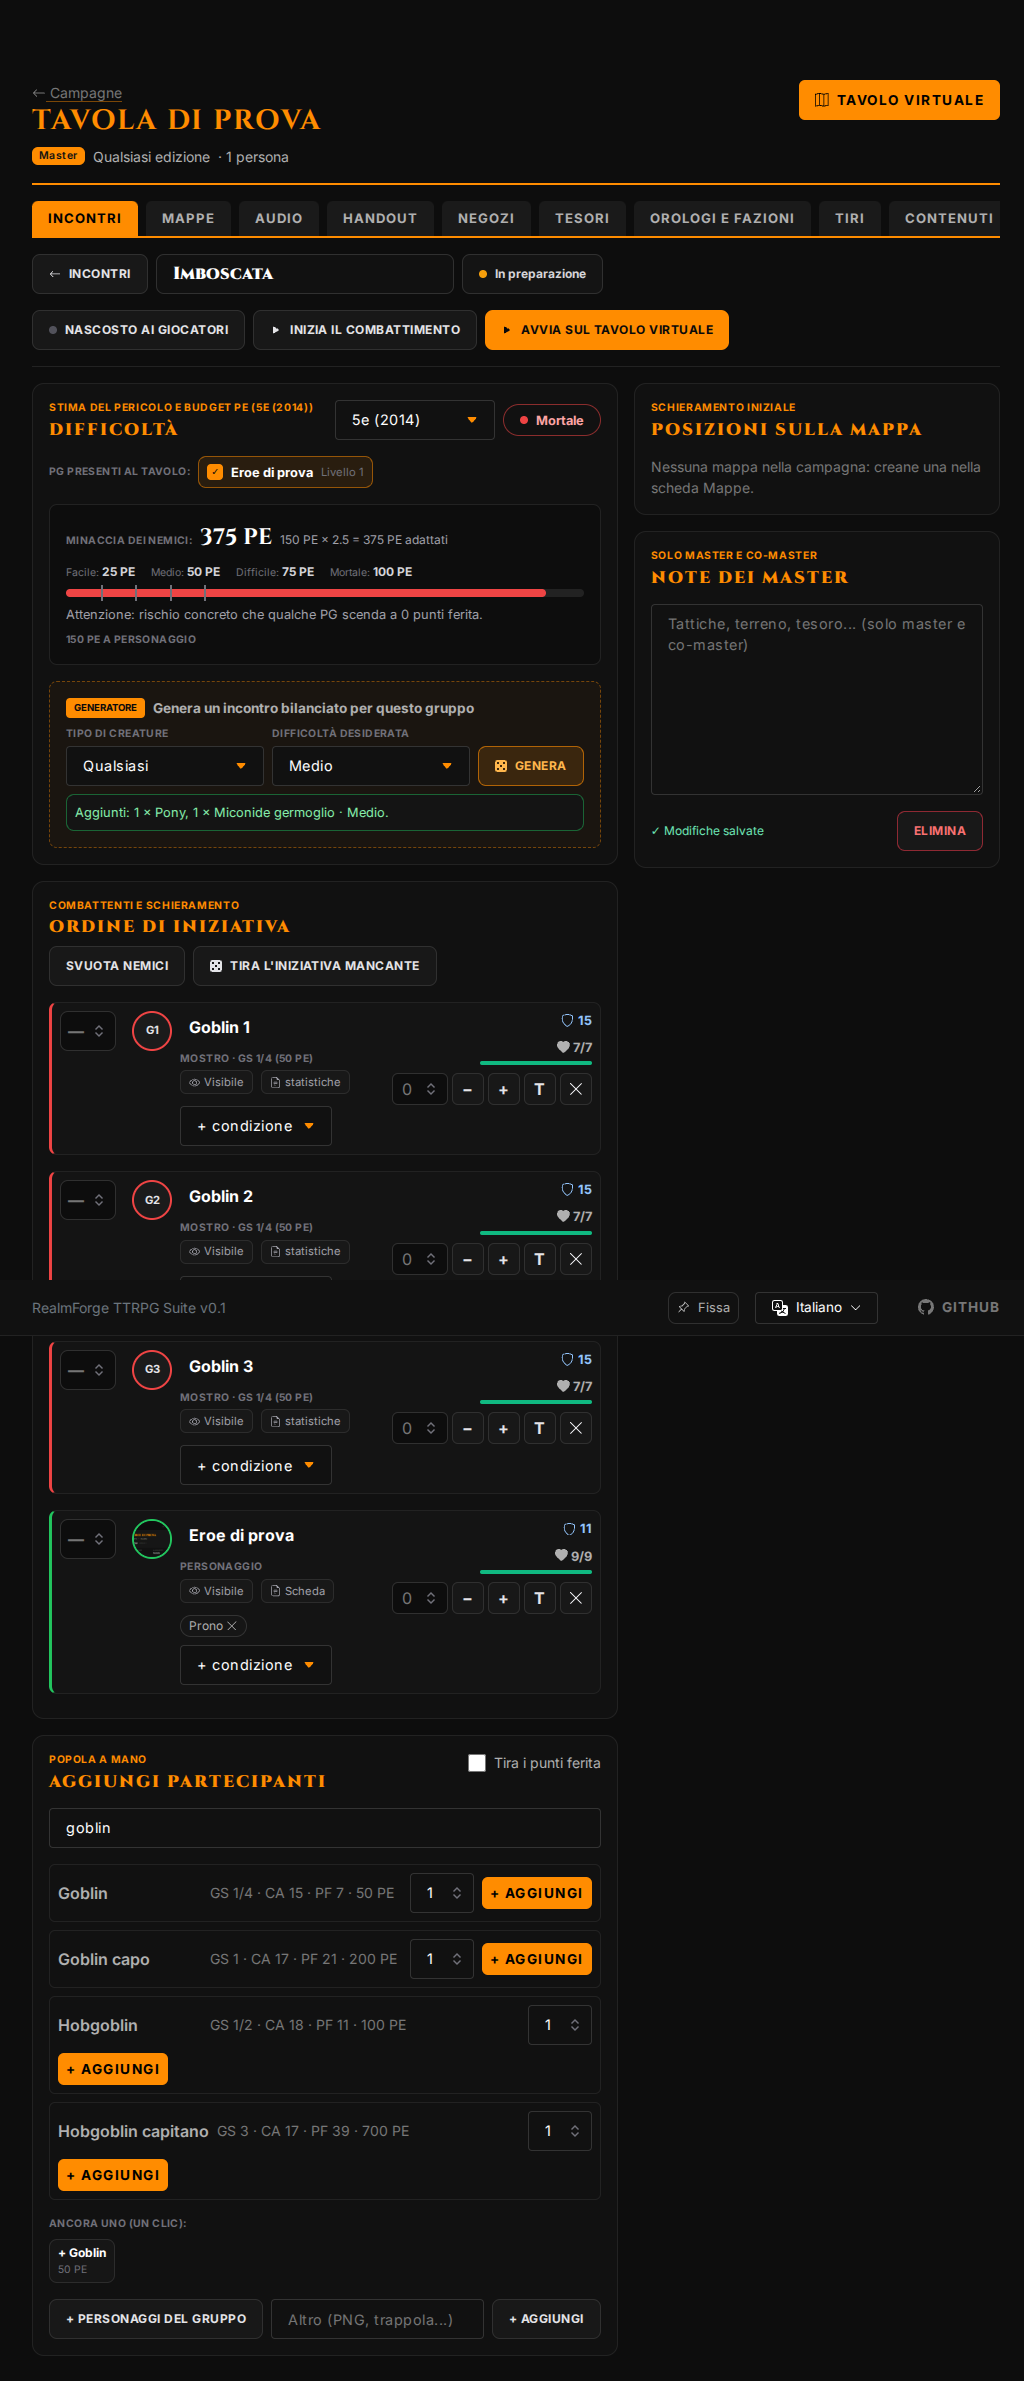 ← Campagne
TAVOLA DI PROVA
TAVOLO VIRTUALE
Master Qualsiasi edizione · 1 persona
INCONTRI MAPPE AUDIO HANDOUT NEGOZI TESORI OROLOGI E FAZIONI TIRI CONTENUTI
← INCONTRI
Imboscata
In preparazione
NASCOSTO AI GIOCATORI
INIZIA IL COMBATTIMENTO
AVVIA SUL TAVOLO VIRTUALE
STIMA DEL PERICOLO E BUDGET PE (5E (2014))
DIFFICOLTÀ
5e (2014)
Mortale
PG PRESENTI AL TAVOLO:
✓ Eroe di prova Livello 1
MINACCIA DEI NEMICI: 375 PE 150 PE × 2.5 = 375 PE adattati
Facile: 25 PE Medio: 50 PE Difficile: 75 PE Mortale: 100 PE
Attenzione: rischio concreto che qualche PG scenda a 0 punti ferita.
150 PE A PERSONAGGIO
GENERATORE Genera un incontro bilanciato per questo gruppo
TIPO DI CREATURE DIFFICOLTÀ DESIDERATA
Qualsiasi Medio GENERA
Aggiunti: 1 × Pony, 1 × Miconide germoglio · Medio.
SCHIERAMENTO INIZIALE
POSIZIONI SULLA MAPPA
Nessuna mappa nella campagna: creane una nella
scheda Mappe.
SOLO MASTER E CO-MASTER
NOTE DEI MASTER
Tattiche, terreno, tesoro... (solo master e
co-master)
✓ Modifiche salvate
ELIMINA
COMBATTENTI E SCHIERAMENTO
ORDINE DI INIZIATIVA
SVUOTA NEMICI
TIRA L'INIZIATIVA MANCANTE
— G1 Goblin 1 15
7/7
MOSTRO · GS 1/4 (50 PE)
Visibile statistiche
0 − + T
+ condizione
— G2 Goblin 2 15
7/7
MOSTRO · GS 1/4 (50 PE)
Visibile statistiche
0 − + T
RealmForge TTRPG Suite v0.1
Fissa
Italiano
GITHUB
— G3 Goblin 3 15
7/7
MOSTRO · GS 1/4 (50 PE)
Visibile statistiche
0 − + T
+ condizione
— Eroe di prova 11
9/9
PERSONAGGIO
Visibile Scheda
0 − + T
Prono
+ condizione
POPOLA A MANO
AGGIUNGI PARTECIPANTI
Tira i punti ferita
goblin
Goblin GS 1/4 · CA 15 · PF 7 · 50 PE 1 + AGGIUNGI
Goblin capo GS 1 · CA 17 · PF 21 · 200 PE 1 + AGGIUNGI
Hobgoblin GS 1/2 · CA 18 · PF 11 · 100 PE 1
+ AGGIUNGI
Hobgoblin capitano GS 3 · CA 17 · PF 39 · 700 PE 1
+ AGGIUNGI
ANCORA UNO (UN CLIC):
+ Goblin
50 PE
+ PERSONAGGI DEL GRUPPO
Altro (PNG, trappola...)
+ AGGIUNGI